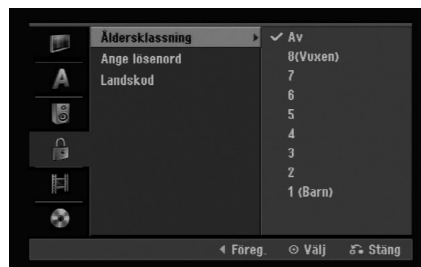 Åldersklassning
Ange lösenord
Landskod
Av
8(Vuxen)
7
6
5
4
3
2
1 (Barn)
Föreg.
Välj
Stäng